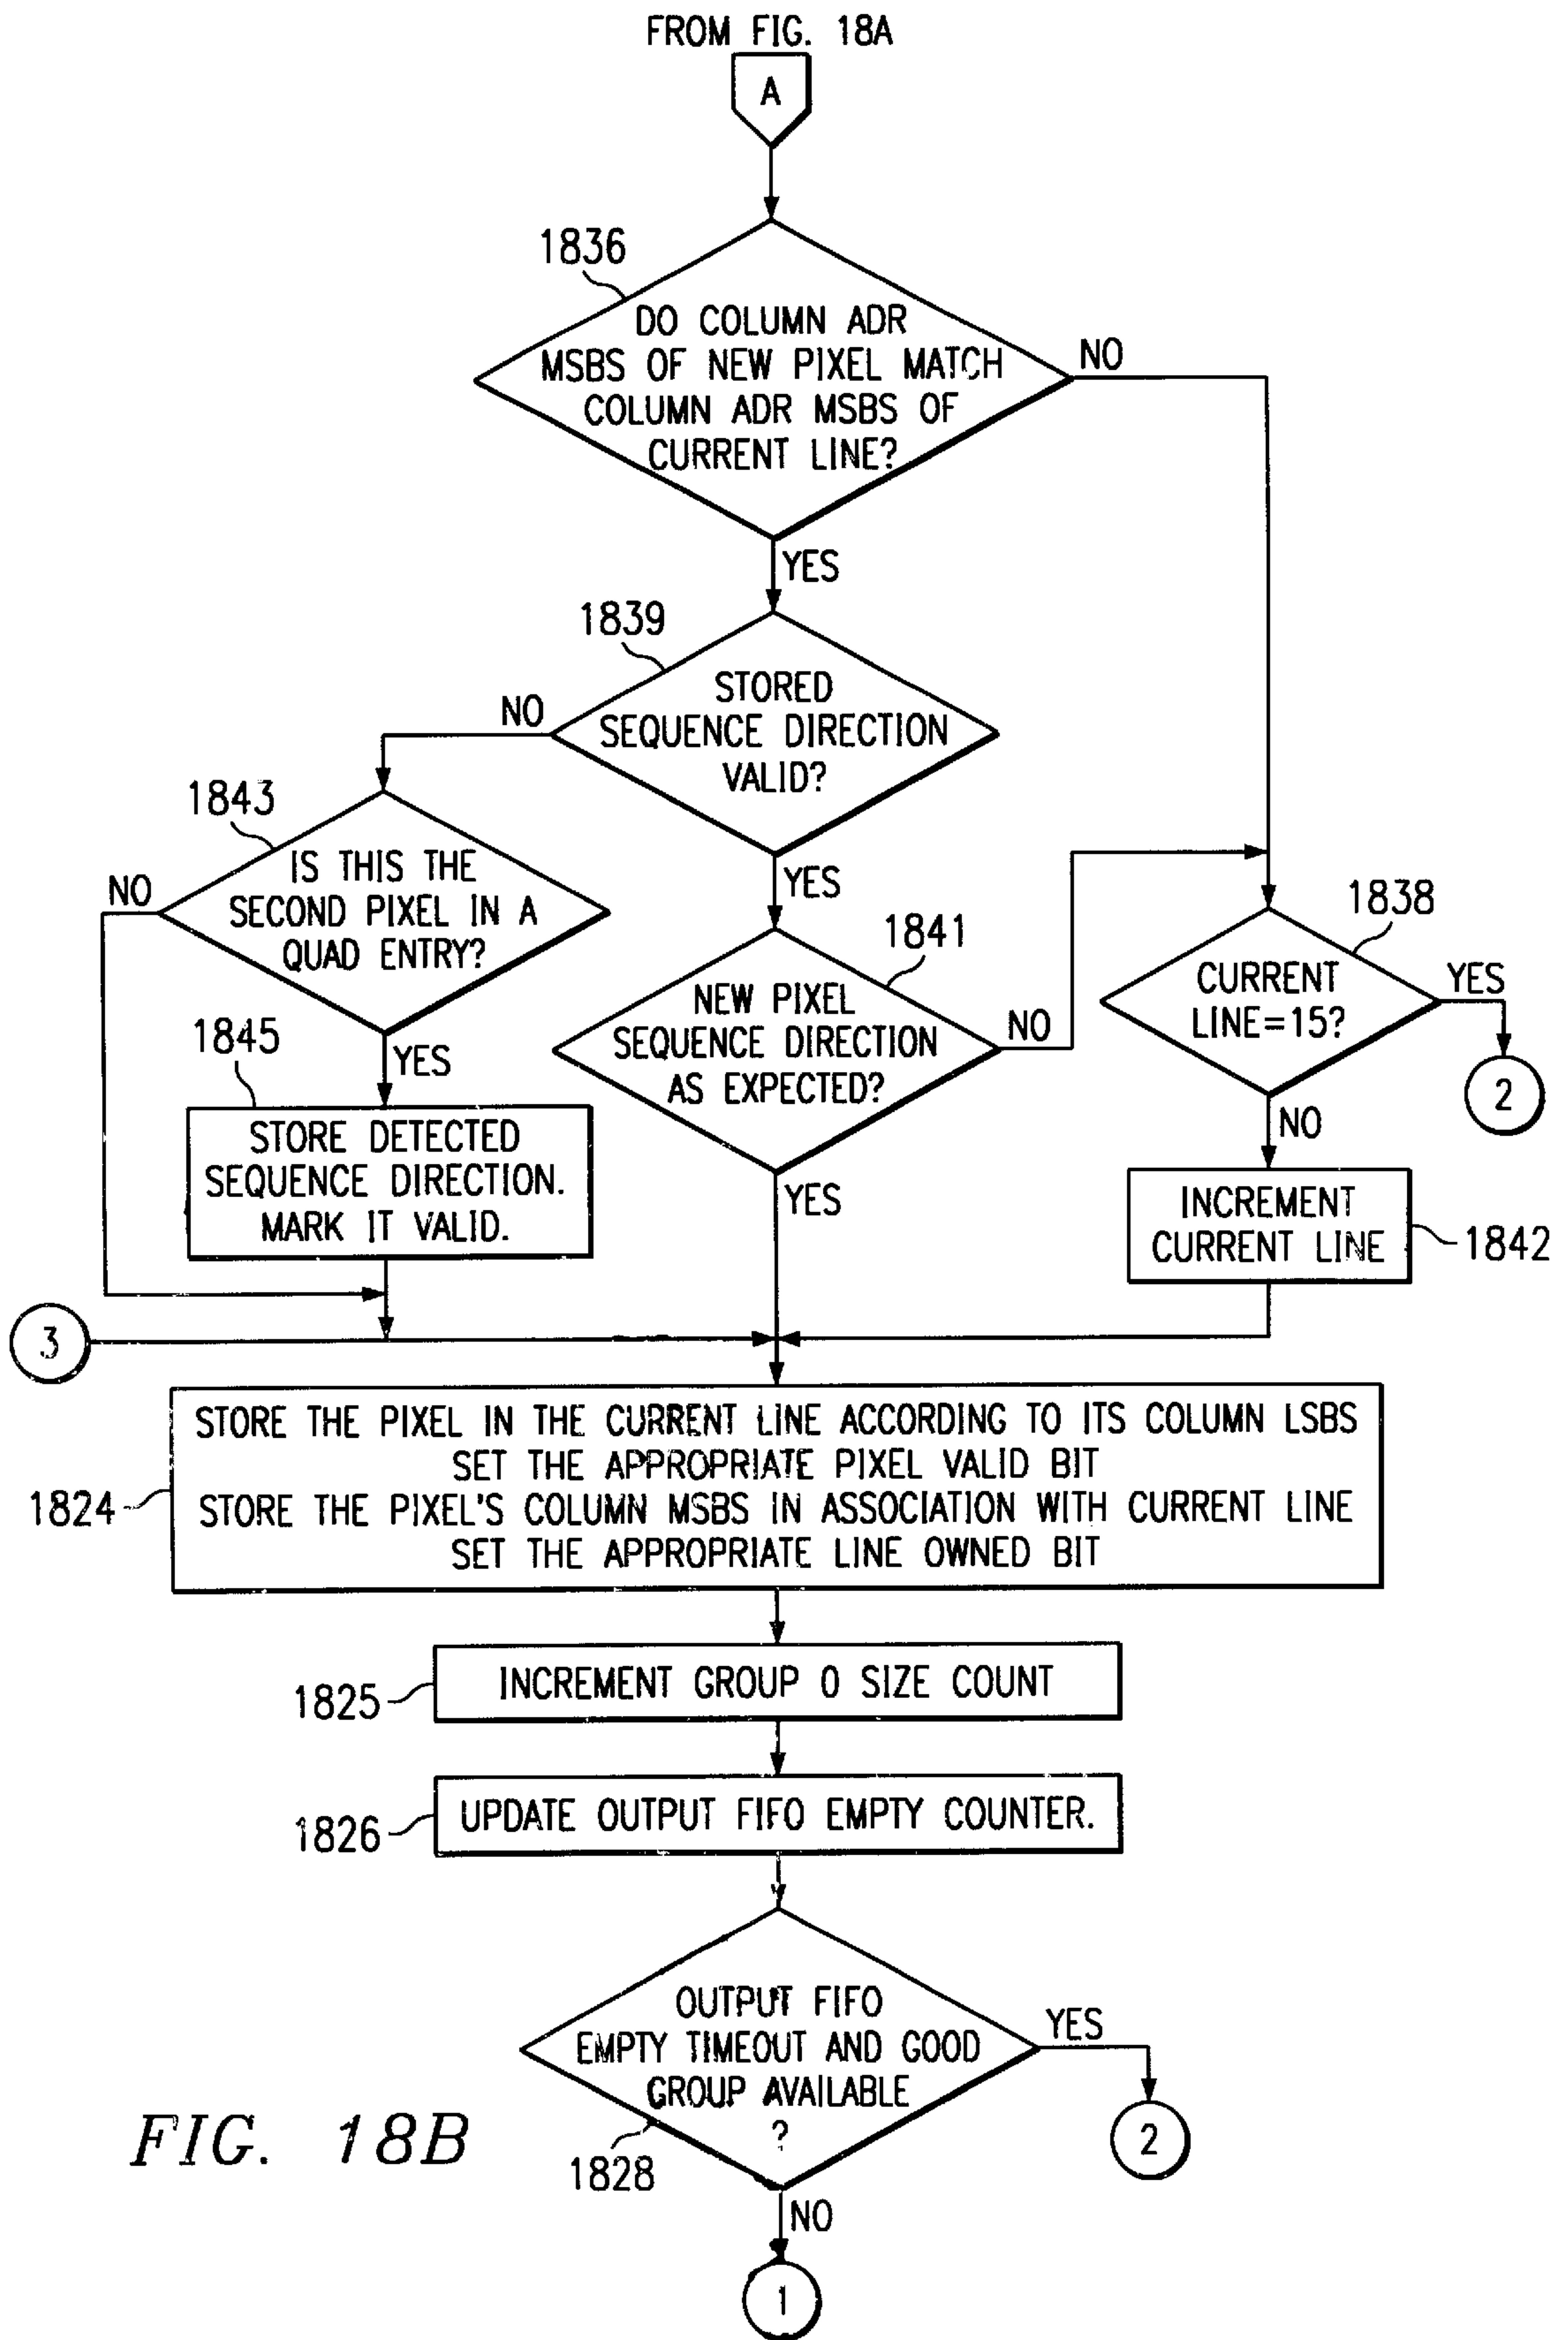 FROM FIG. 18A
A
1836
DO COLUMN ADR
MSBS OF NEW PIXEL MATCH
COLUMN ADR MSBS OF
CURRENT LINE?
NO
YES
1839
STORED
SEQUENCE DIRECTION
VALID?
NO
YES
1843
IS THIS THE
SECOND PIXEL IN A
QUAD ENTRY?
NO
YES
1845
STORE DETECTED
SEQUENCE DIRECTION.
MARK IT VALID.
1841
NEW PIXEL
SEQUENCE DIRECTION
AS EXPECTED?
NO
YES
1838
CURRENT
LINE=15?
YES
2
NO
INCREMENT
CURRENT LINE
1842
3
STORE THE PIXEL IN THE CURRENT LINE ACCORDING TO ITS COLUMN LSBS
SET THE APPROPRIATE PIXEL VALID BIT
STORE THE PIXEL'S COLUMN MSBS IN ASSOCIATION WITH CURRENT LINE
SET THE APPROPRIATE LINE OWNED BIT
1824
INCREMENT GROUP 0 SIZE COUNT
1825
UPDATE OUTPUT FIFO EMPTY COUNTER.
1826
OUTPUT FIFO
EMPTY TIMEOUT AND GOOD
GROUP AVAILABLE
?
1828
YES
2
NO
1
FIG. 18B